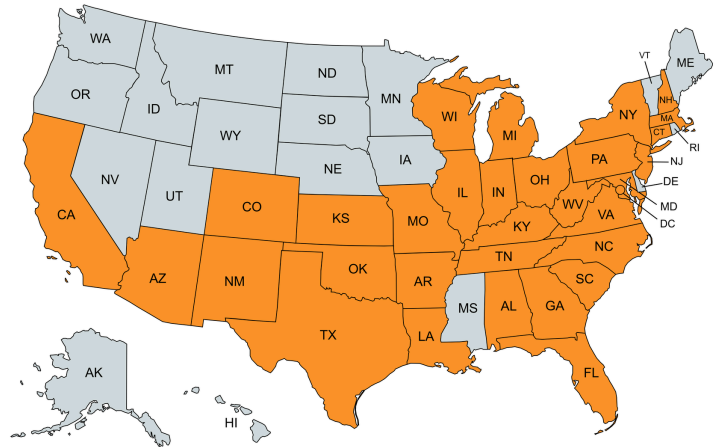 WA
MT
ND
MN
VT
ME
OR
ID
SD
WI
NY
NH
MA
CT
RI
WY
MI
IA
NE
PA
NJ
NV
UT
IL
IN
OH
DE
CA
CO
KS
MO
WV
VA
MD
DC
KY
NC
TN
AZ
NM
OK
AR
SC
MS
AL
GA
TX
LA
AK
FL
HI